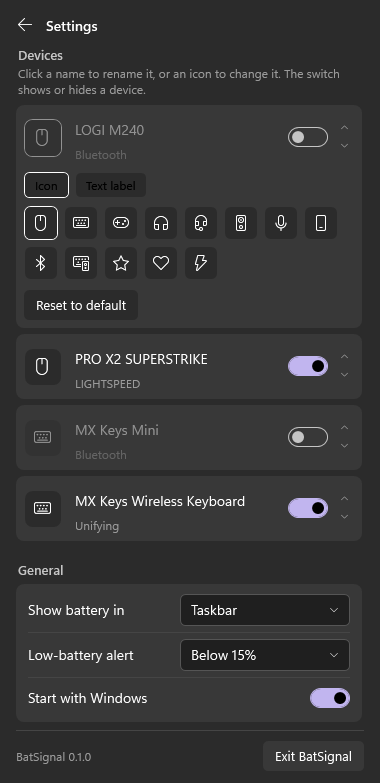 Settings
Devices
Click a name to rename it, or an icon to change it. The switch
shows or hides a device.
LOGI M240
Bluetooth
Icon
Text label
Reset to default
PRO X2 SUPERSTRIKE
LIGHTSPEED
MX Keys Mini
Bluetooth
MX Keys Wireless Keyboard
Unifying
General
Show battery in
Taskbar
Low-battery alert
Below 15%
Start with Windows
BatSignal 0.1.0
Exit BatSignal